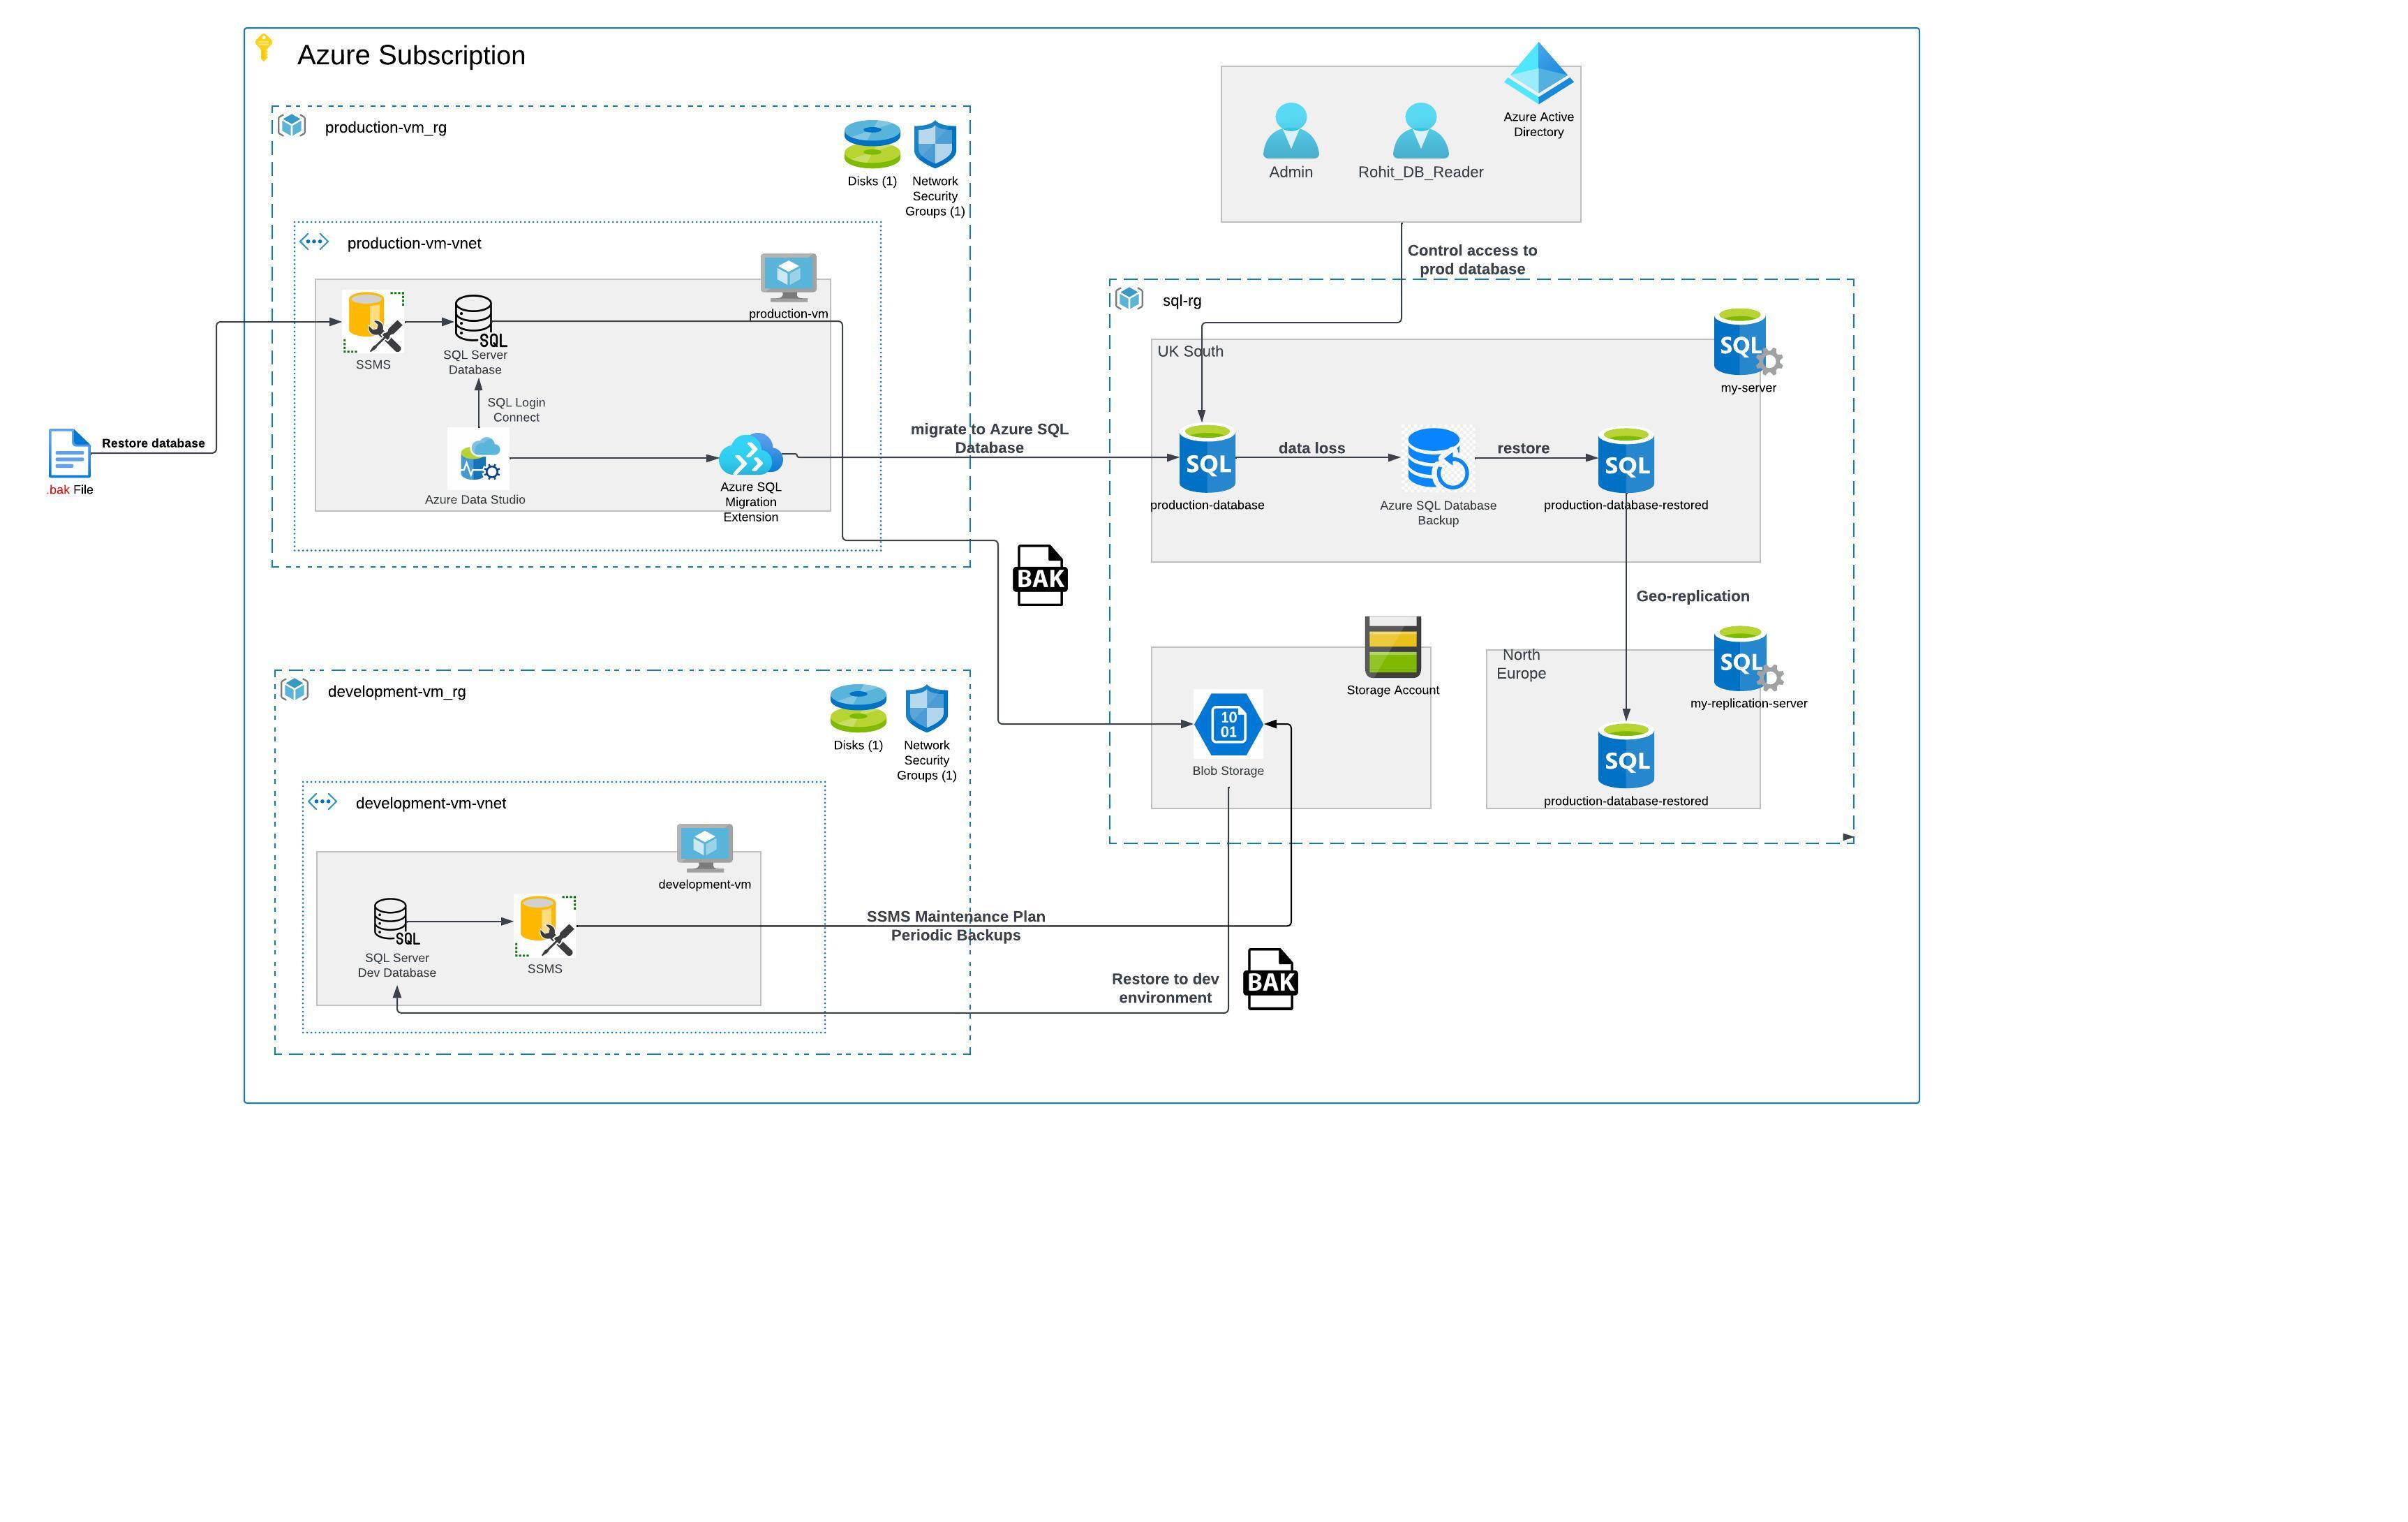 Azure Subscription
production-vm_rg
Disks (1)
Network
Security
Groups (1)
production-vm-vnet
production-vm
SSMS
SQL
SQL Server
Database
SQL Login
Connect
Azure Data Studio
Azure SQL
Migration
Extension
Restore database
.bak File
migrate to Azure SQL
Database
BAK
Admin
Rohit_DB_Reader
Azure Active
Directory
Control access to
prod database
sql-rg
UK South
SQL
my-server
SQL
production-database
data loss
Azure SQL Database
Backup
restore
SQL
production-database-restored
Geo-replication
Storage Account
10
01
Blob Storage
North
Europe
SQL
my-replication-server
SQL
production-database-restored
development-vm_rg
Disks (1)
Network
Security
Groups (1)
development-vm-vnet
development-vm
SQL
SQL Server
Dev Database
SSMS
SSMS Maintenance Plan
Periodic Backups
Restore to dev
environment
BAK